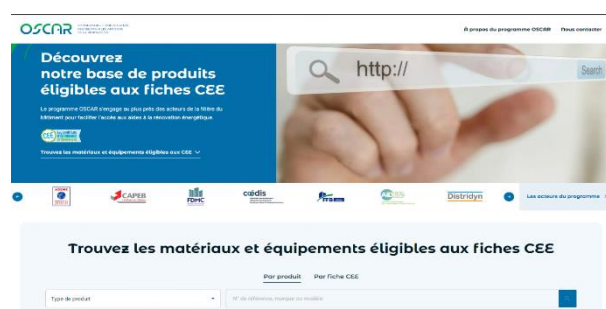 OSCAR
À propos du programme OSCAR Nous contacter
Découvrez
notre base de produits
éligibles aux fiches CEE
Le programme OSCAR s'engage au plus près des acteurs de la filière du
bâtiment pour faciliter l'accès aux aides à la rénovation énergétique.
CEE
Trouvez les matériaux et équipements éligibles aux CEE
http://
Search
CAPEB
FDMC
coédis
FFB
Distridyn
Les acteurs du programme
Trouvez les matériaux et équipements éligibles aux fiches CEE
Par produit Par fiche CEE
Type de produit
N° de référence, marque ou modèle